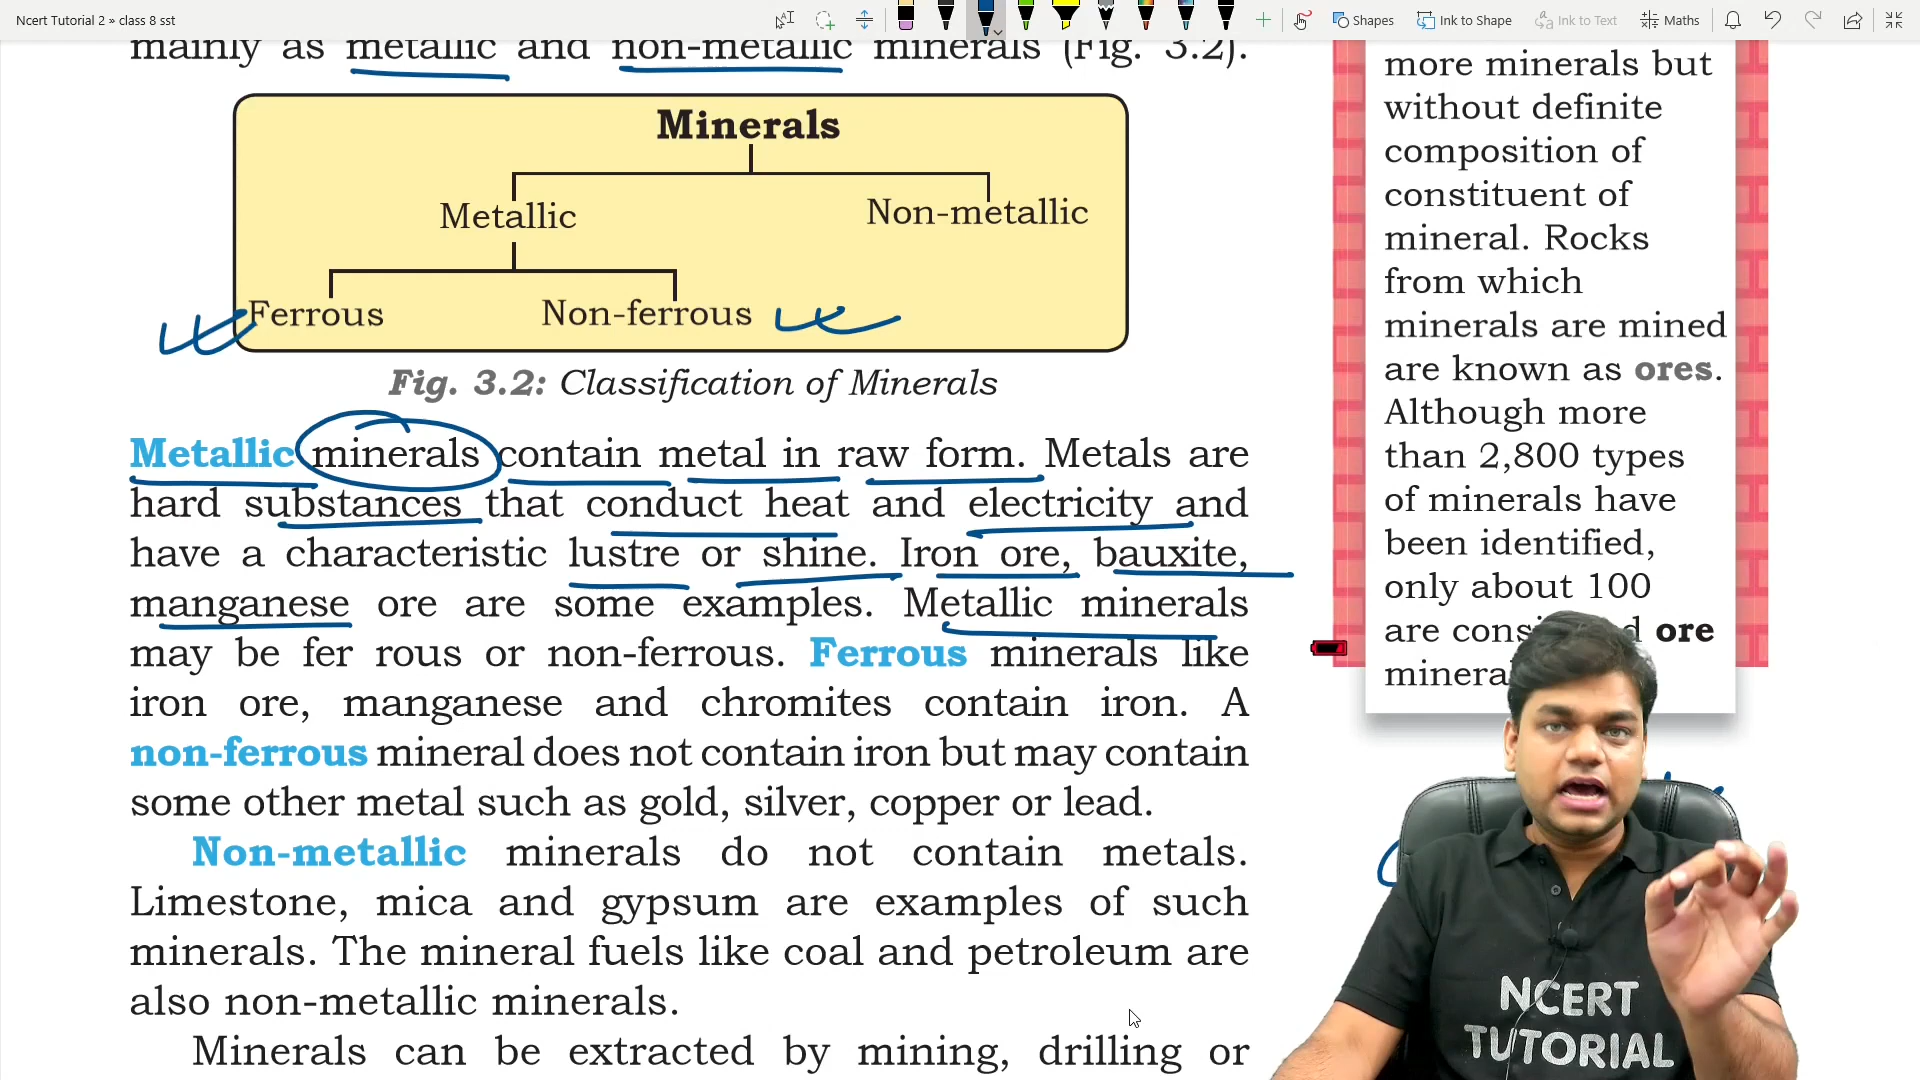 Ncert Tutorial 2 » class 8 sst
Shapes
Ink to Shape
Ink to Text
Maths
mainly as metallic and non-metallic minerals (Fig. 3.2).
Minerals
Metallic
Non-metallic
Ferrous
Non-ferrous
Fig. 3.2: Classification of Minerals
Metallic minerals contain metal in raw form. Metals are
hard substances that conduct heat and electricity and
have a characteristic lustre or shine. Iron ore, bauxite,
manganese ore are some examples. Metallic minerals
may be fer rous or non-ferrous. Ferrous minerals like
iron ore, manganese and chromites contain iron. A
non-ferrous mineral does not contain iron but may contain
some other metal such as gold, silver, copper or lead.
Non-metallic minerals do not contain metals.
Limestone, mica and gypsum are examples of such
minerals. The mineral fuels like coal and petroleum are
also non-metallic minerals.
Minerals can be extracted by mining, drilling or
more minerals but
without definite
composition of
constituent of
mineral. Rocks
from which
minerals are mined
are known as ores.
Although more
than 2,800 types
of minerals have
been identified,
only about 100
are ore
NCERT
TUTORIAL